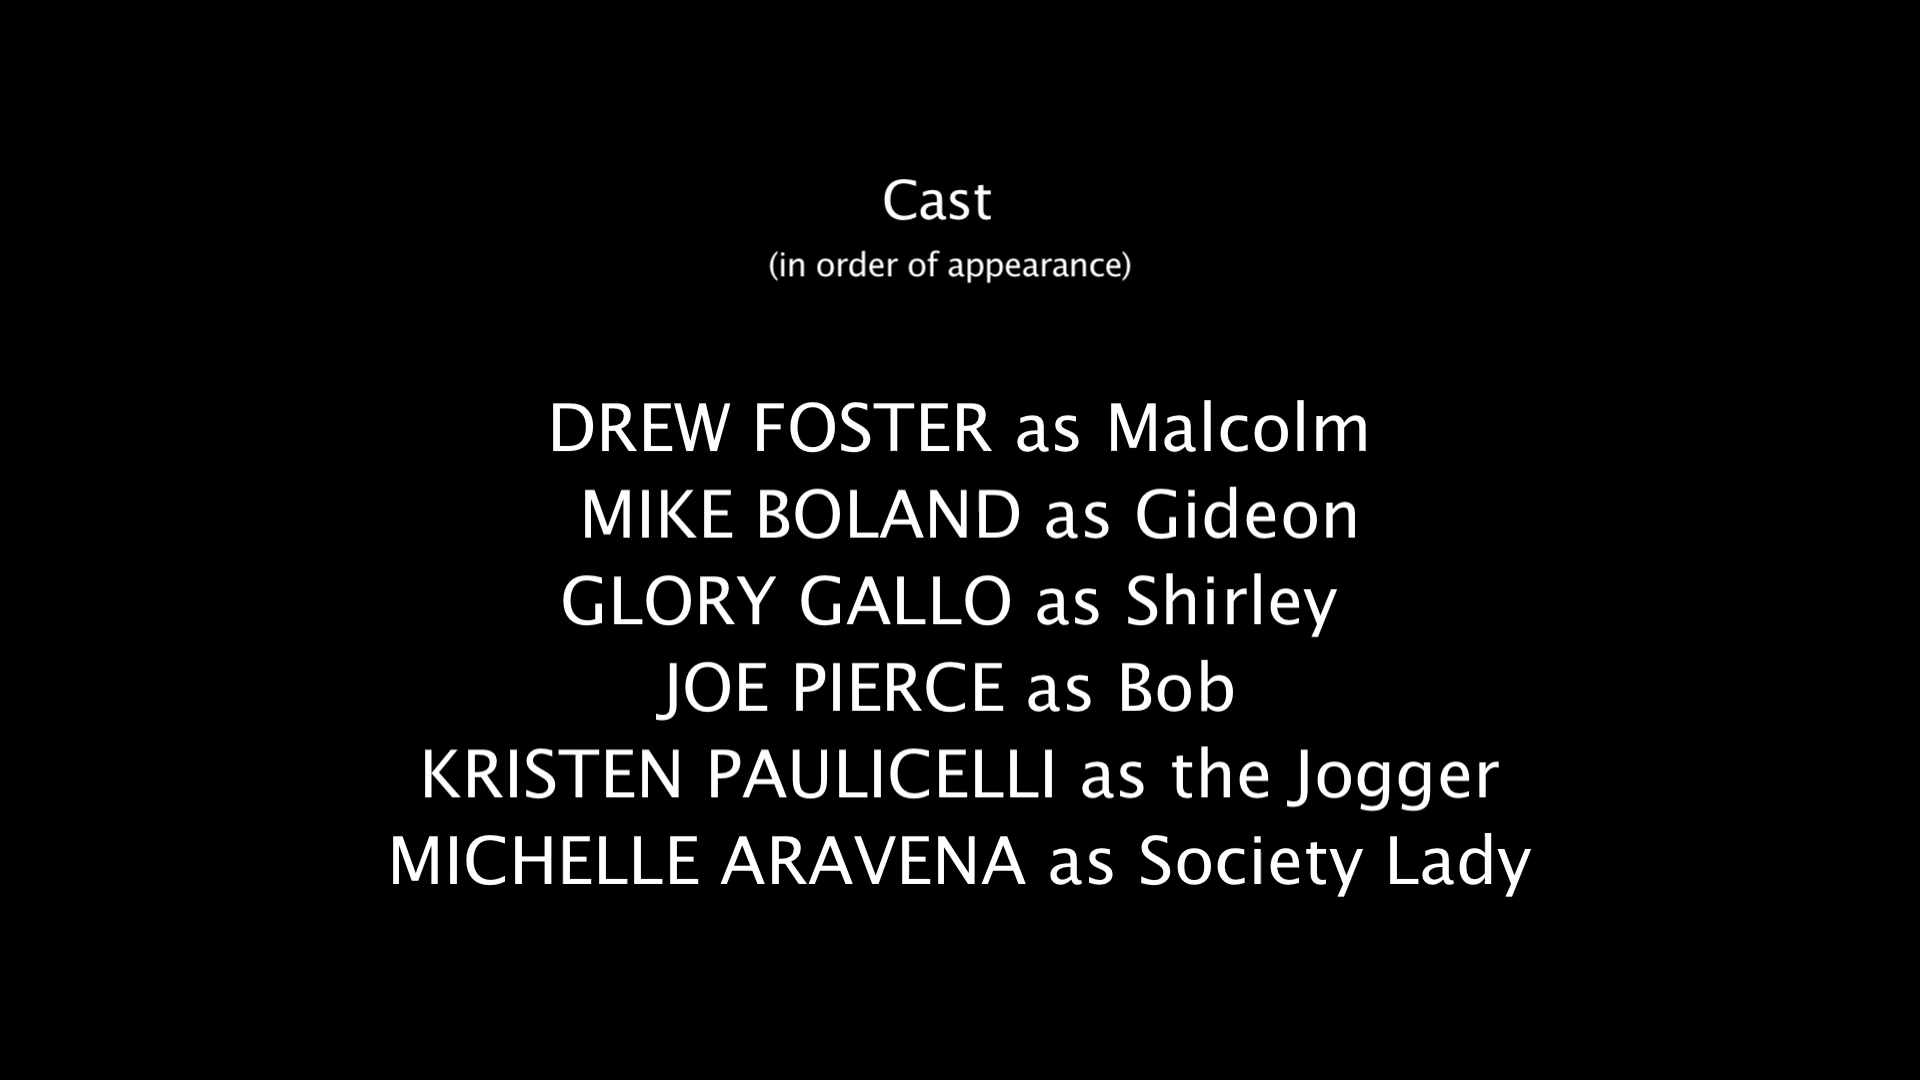 Cast
(in order of appearance)
DREW FOSTER as Malcolm
MIKE BOLAND as Gideon
GLORY GALLO as Shirley
JOE PIERCE as Bob
KRISTEN PAULICELLI as the Jogger
MICHELLE ARAVENA as Society Lady